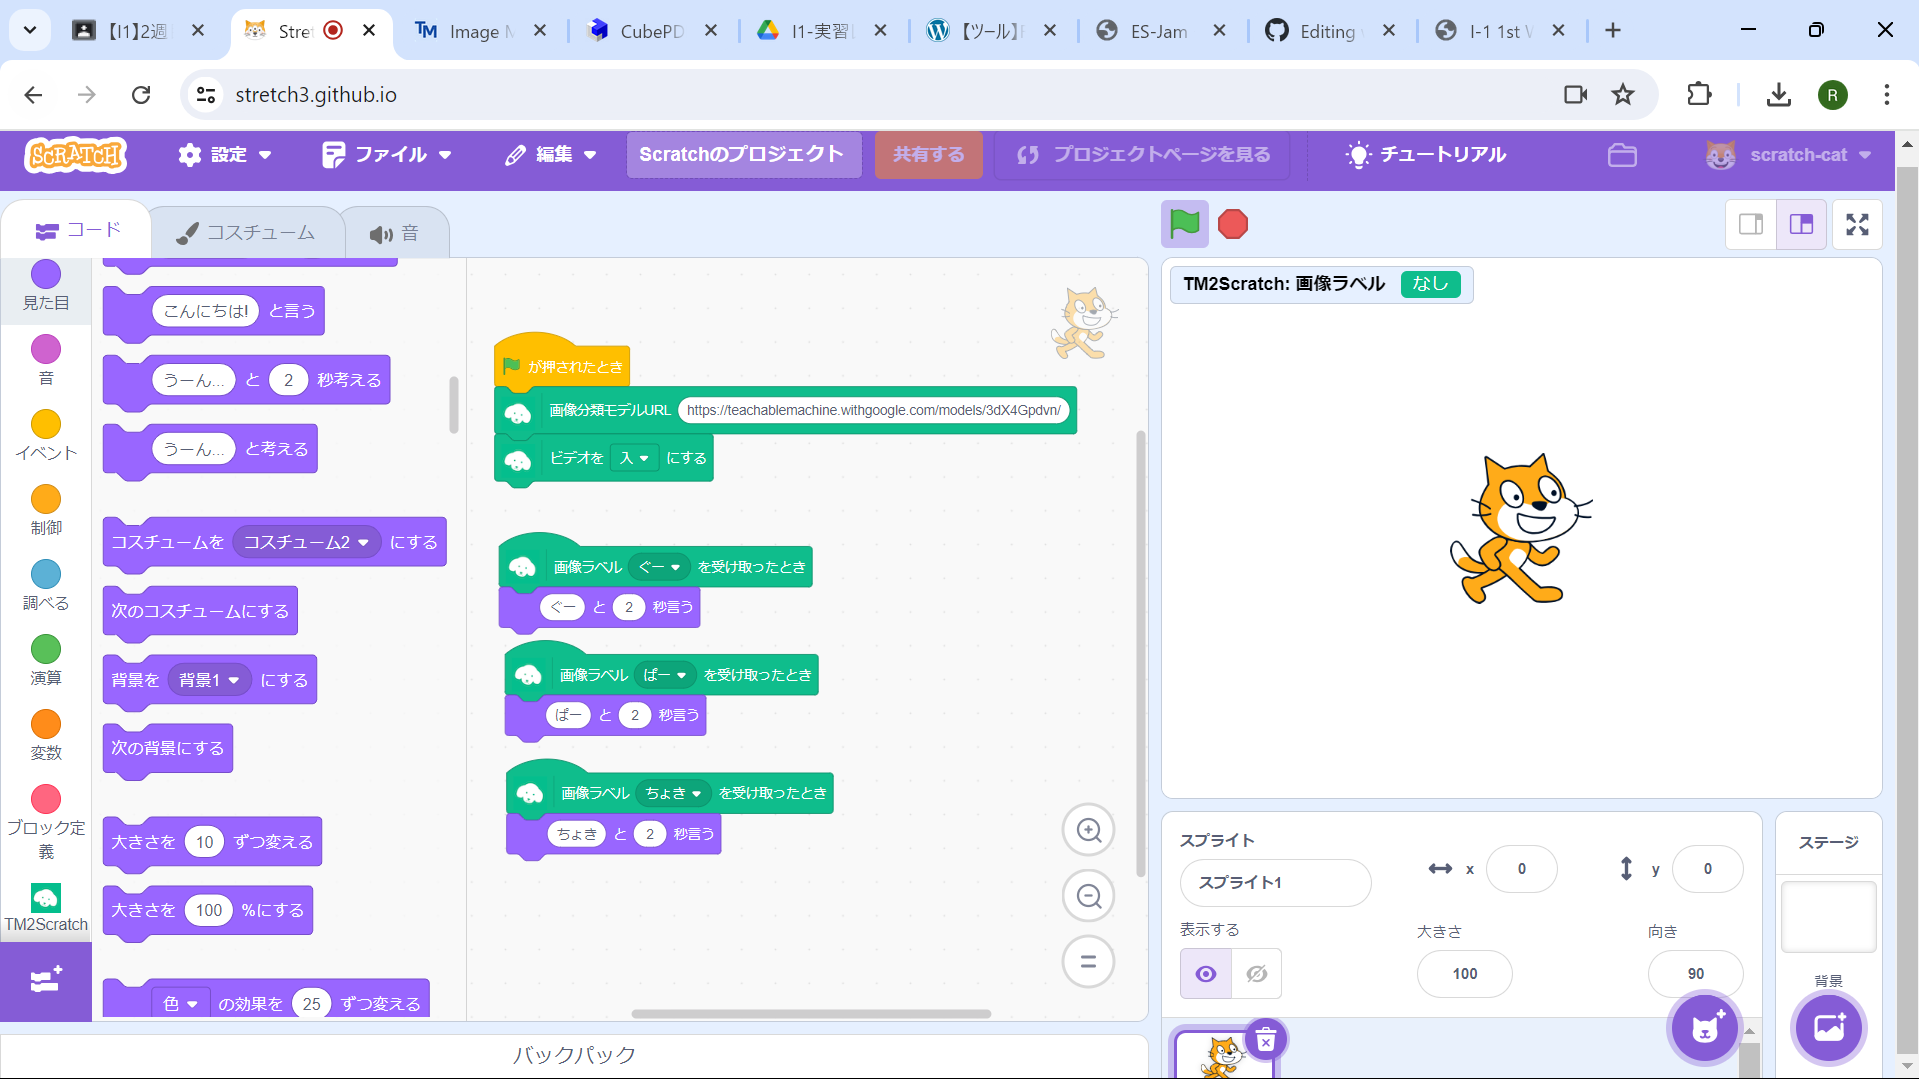 【I1】2週
Stret
Image M
CubePD
I1-実習
【ツール】
ES-Jam
Editing
I-1 1st W
stretch3.github.io
R
SCRATCH
設定
ファイル
編集
Scratchのプロジェクト
共有する
プロジェクトページを見る
チュートリアル
scratch-cat
コード
コスチューム
音
見た目
音
イベント
制御
調べる
演算
変数
ブロック定
義
TM2Scratch
こんにちは! と言う
うーん... と 2 秒考える
うーん... と考える
コスチュームを コスチューム2 にする
次のコスチュームにする
背景を 背景1 にする
次の背景にする
大きさを 10 ずつ変える
大きさを 100 %にする
色 の効果を 25 ずつ変える
が押されたとき
画像分類モデルURL https://teachablemachine.withgoogle.com/models/3dX4Gpdvn/
ビデオを 入 にする
画像ラベル ぐー を受け取ったとき
ぐー と 2 秒言う
画像ラベル ぱー を受け取ったとき
ぱー と 2 秒言う
画像ラベル ちょき を受け取ったとき
ちょき と 2 秒言う
バックパック
TM2Scratch: 画像ラベル なし
スプライト
スプライト1
x 0
y 0
表示する
大きさ
100
向き
90
ステージ
背景